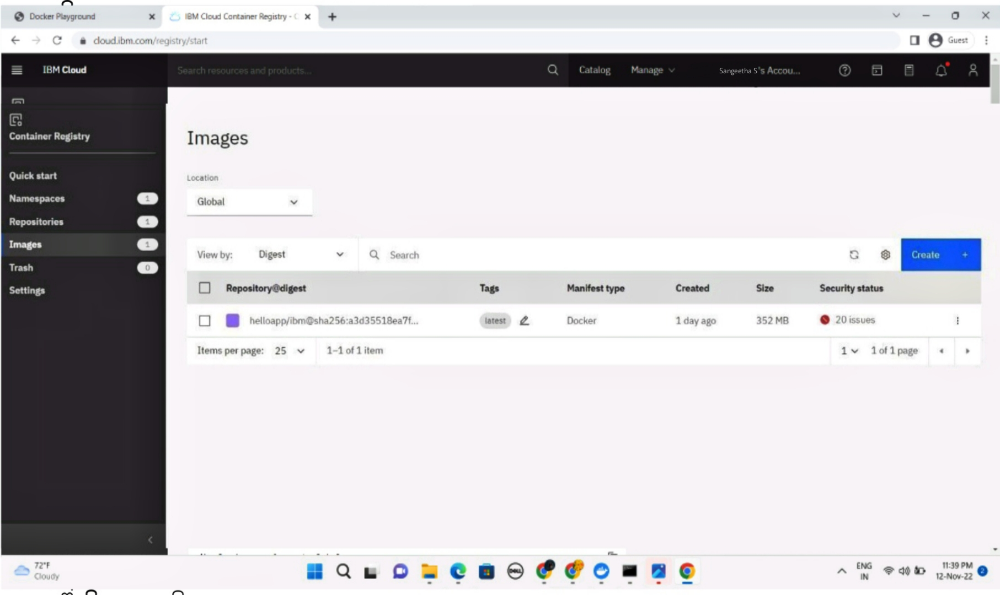 Docker Playground
IBM Cloud Container Registry - C
cloud.ibm.com/registry/start
Guest
IBM Cloud
Search resources and products...
Catalog
Manage
Sangeetha S's Accou...
Container Registry
Quick start
Namespaces 1
Repositories 1
Images 1
Trash 0
Settings
Images
Location
Global
View by: Digest
Search
Create +
Repository@digest Tags Manifest type Created Size Security status
helloapp/ibm@sha256:a3d35518ea7f... latest Docker 1 day ago 352 MB 20 issues
Items per page: 25 1–1 of 1 item 1 1 of 1 page
72°F
Cloudy
DELL
ENG
IN
11:39 PM
12-Nov-22
2